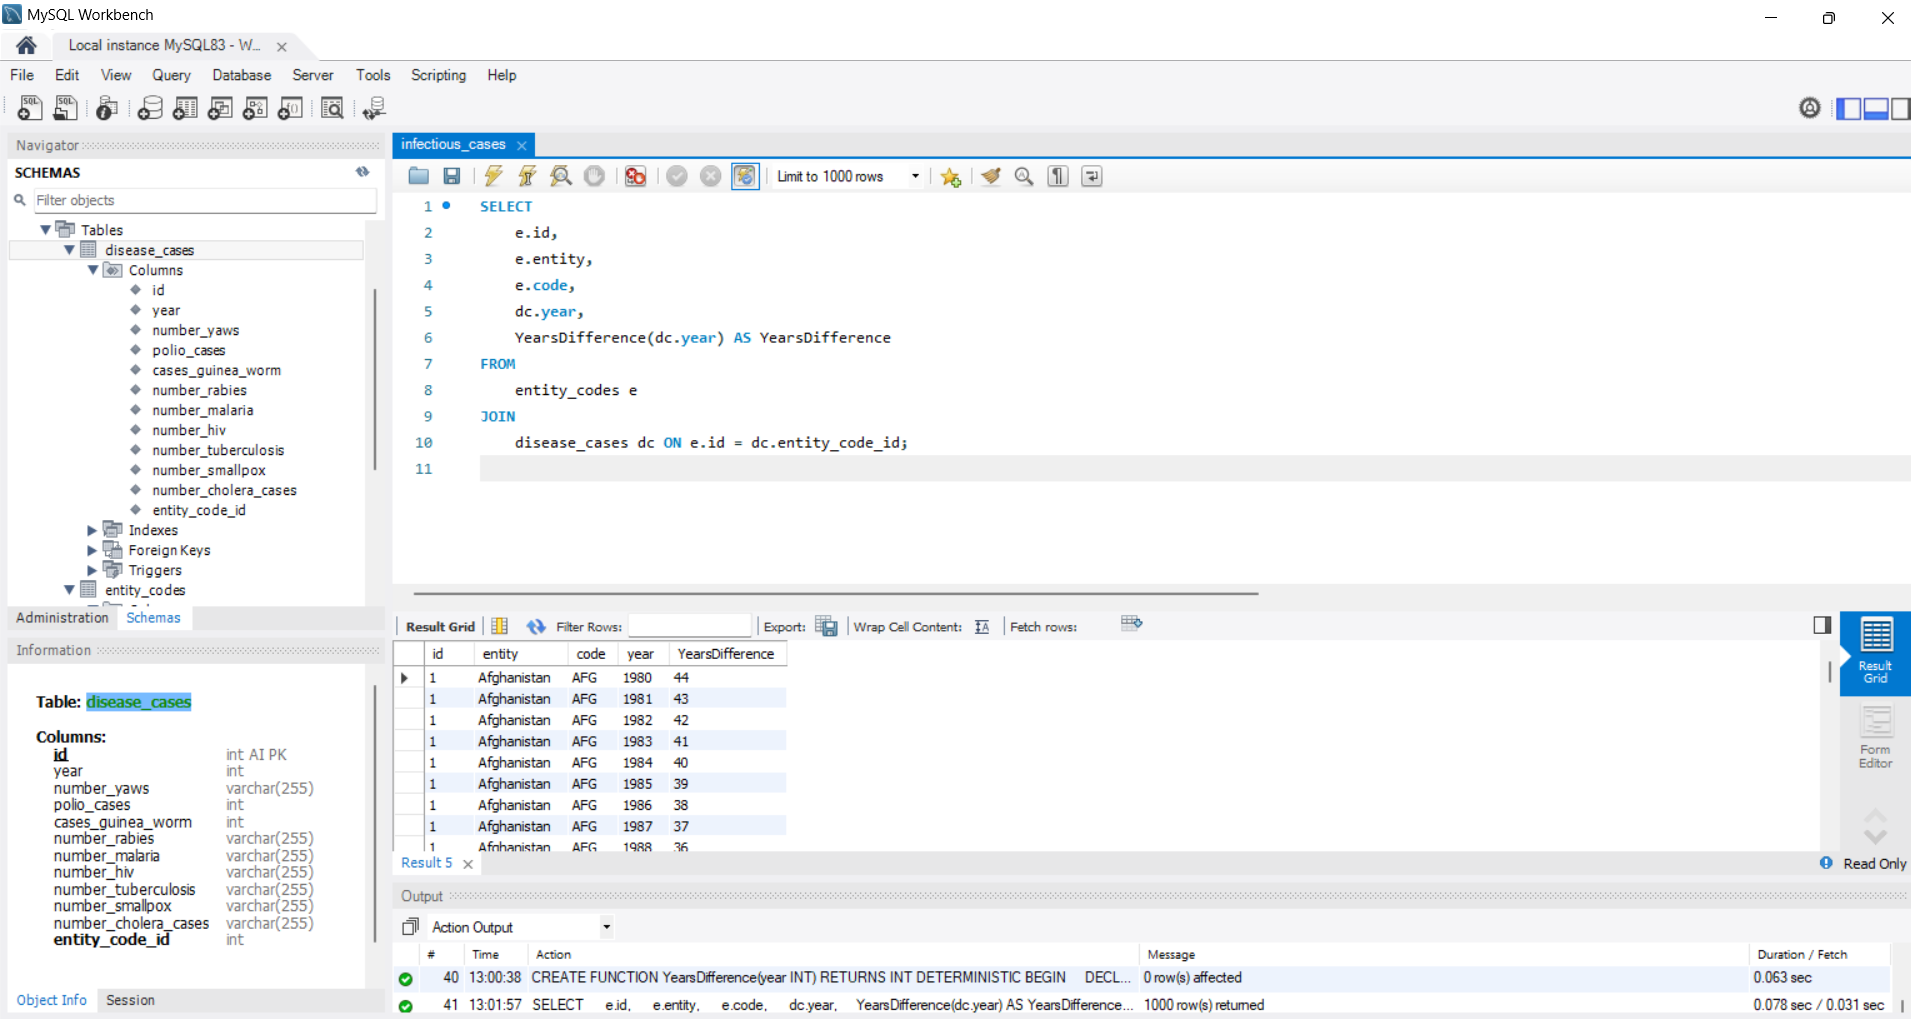 MySQL Workbench
Local instance MySQL83 - W...
File Edit View Query Database Server Tools Scripting Help
Navigator
SCHEMAS
Filter objects
Tables
disease_cases
Columns
id
year
number_yaws
polio_cases
cases_guinea_worm
number_rabies
number_malaria
number_hiv
number_tuberculosis
number_smallpox
number_cholera_cases
entity_code_id
Indexes
Foreign Keys
Triggers
entity_codes
Administration Schemas
Information
Table: disease_cases
Columns:
id int AI PK
year int
number_yaws varchar(255)
polio_cases int
cases_guinea_worm int
number_rabies varchar(255)
number_malaria varchar(255)
number_hiv varchar(255)
number_tuberculosis varchar(255)
number_smallpox varchar(255)
number_cholera_cases varchar(255)
entity_code_id int
Object Info Session
infectious_cases
Limit to 1000 rows
1 SELECT
2 e.id,
3 e.entity,
4 e.code,
5 dc.year,
6 YearsDifference(dc.year) AS YearsDifference
7 FROM
8 entity_codes e
9 JOIN
10 disease_cases dc ON e.id = dc.entity_code_id;
11
Result Grid Filter Rows: Export: Wrap Cell Content: Fetch rows:
id entity code year YearsDifference
1 Afghanistan AFG 1980 44
1 Afghanistan AFG 1981 43
1 Afghanistan AFG 1982 42
1 Afghanistan AFG 1983 41
1 Afghanistan AFG 1984 40
1 Afghanistan AFG 1985 39
1 Afghanistan AFG 1986 38
1 Afghanistan AFG 1987 37
1 Afghanistan AFG 1988 36
Result Grid
Form Editor
Result 5
Read Only
Output
Action Output
# Time Action Message Duration / Fetch
40 13:00:38 CREATE FUNCTION YearsDifference(year INT) RETURNS INT DETERMINISTIC BEGIN DECL... 0 row(s) affected 0.063 sec
41 13:01:57 SELECT e.id, e.entity, e.code, dc.year, YearsDifference(dc.year) AS YearsDifference... 1000 row(s) returned 0.078 sec / 0.031 sec